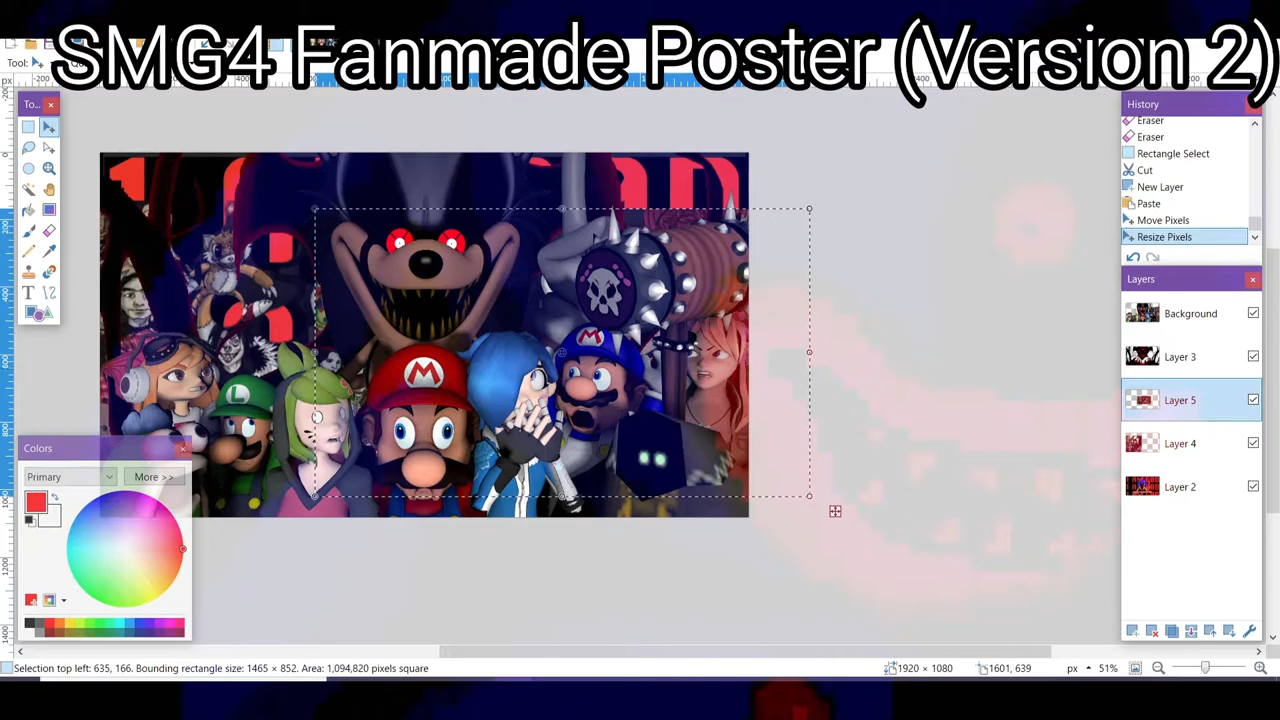 SMG4 Fanmade Poster (Version 2)
Tool:
px
To...
History
Eraser
Eraser
Rectangle Select
Cut
New Layer
Paste
Move Pixels
Resize Pixels
Layers
Background
Layer 3
Layer 5
Layer 4
Layer 2
L
M
M
Colors
Primary
More >>
Selection top left: 635, 166. Bounding rectangle size: 1465 × 852. Area: 1,094,820 pixels square
1920 × 1080
1601, 639
px
51%